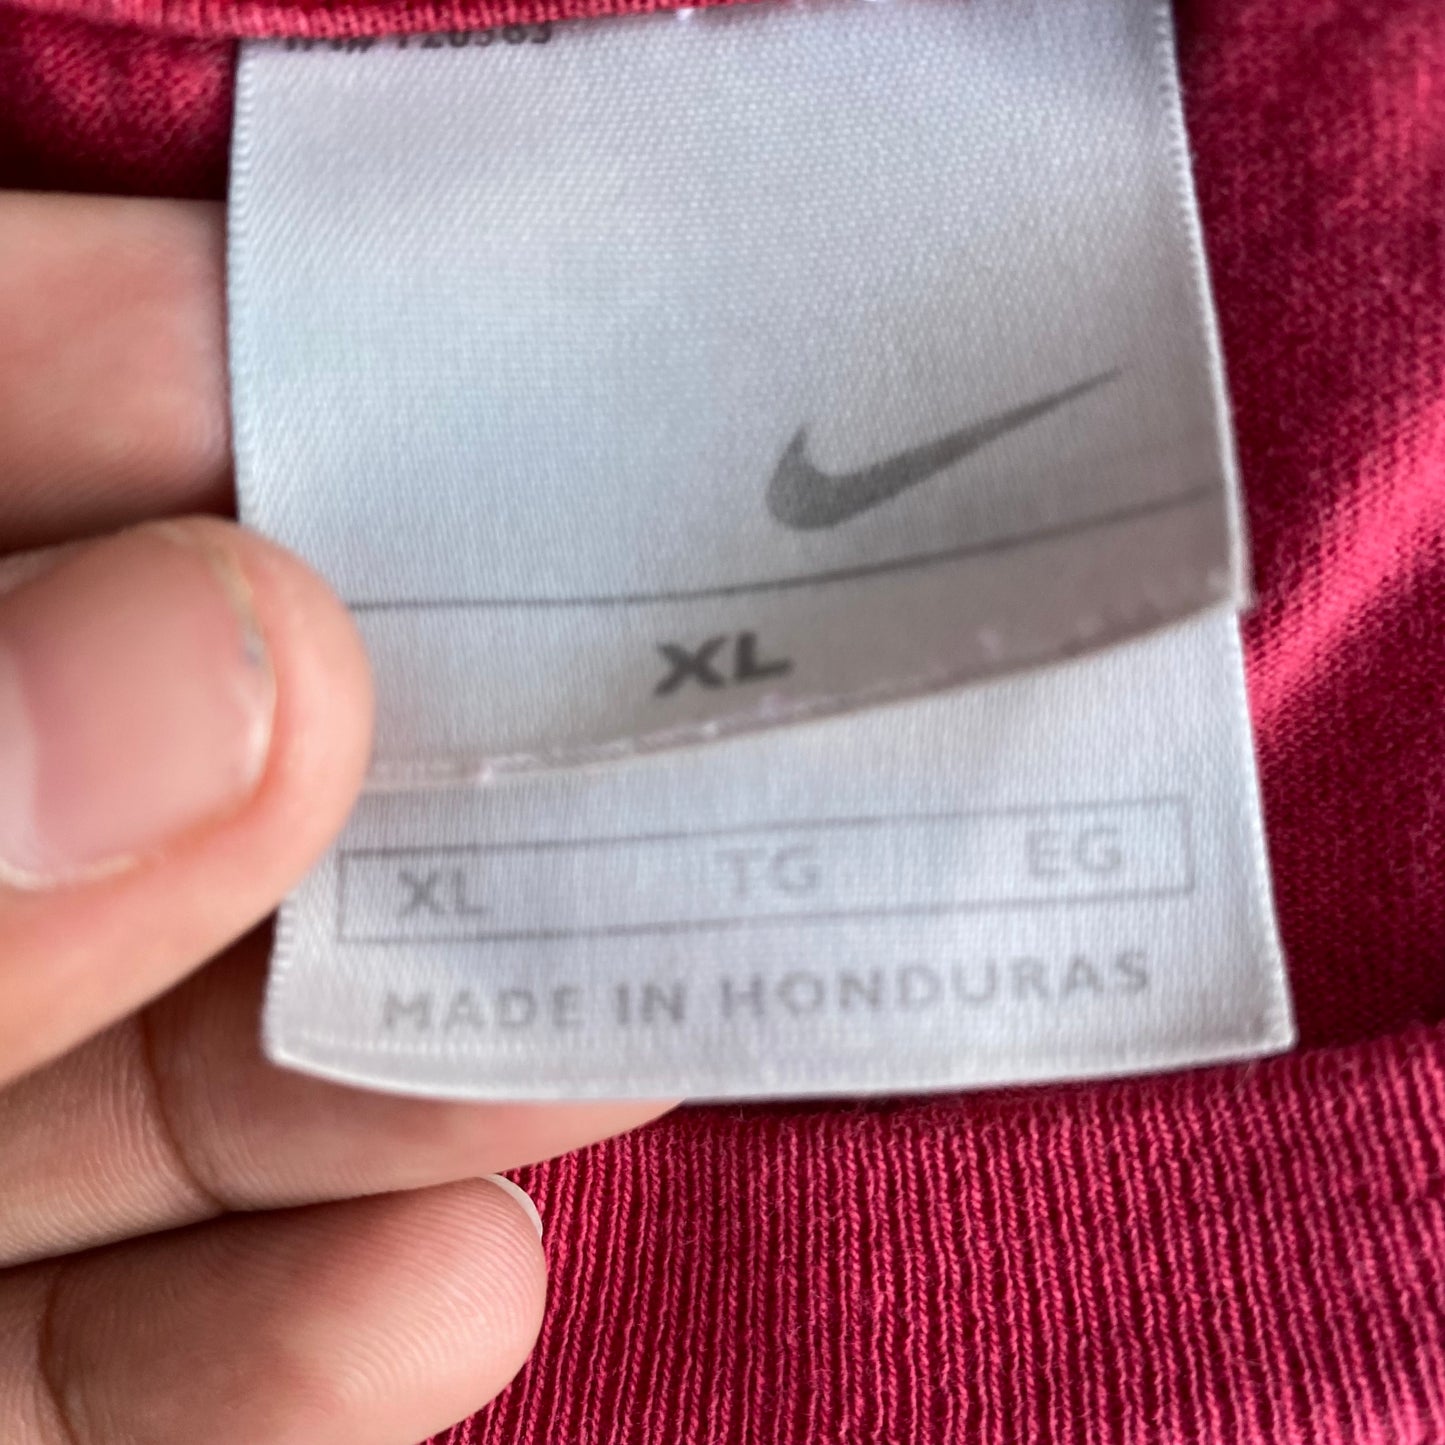 XL
XL TG EG
MADE IN HONDURAS